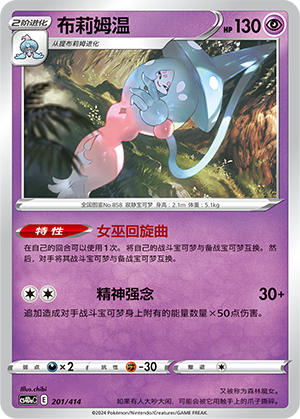 2阶进化
布莉姆温
HP 130
从提布莉姆进化
全国图鉴 No.858 寂静宝可梦 身高：2.1m 体重：5.1kg
特性 女巫回旋曲
在自己的回合可以使用1次。将自己的战斗宝可梦与备战宝可梦互换。然
后，对手将其战斗宝可梦与备战宝可梦互换。
精神强念 30+
追加造成对手战斗宝可梦身上附有的能量数量×50点伤害。
弱点 ×2 抵抗力 -30 撤退
Illus.chibi
E 201/414
又被称为森林魔女。
如果有人大吵大闹，可能会被它用触手上的爪子撕碎。
©2024 Pokémon/Nintendo/Creatures/GAME FREAK.